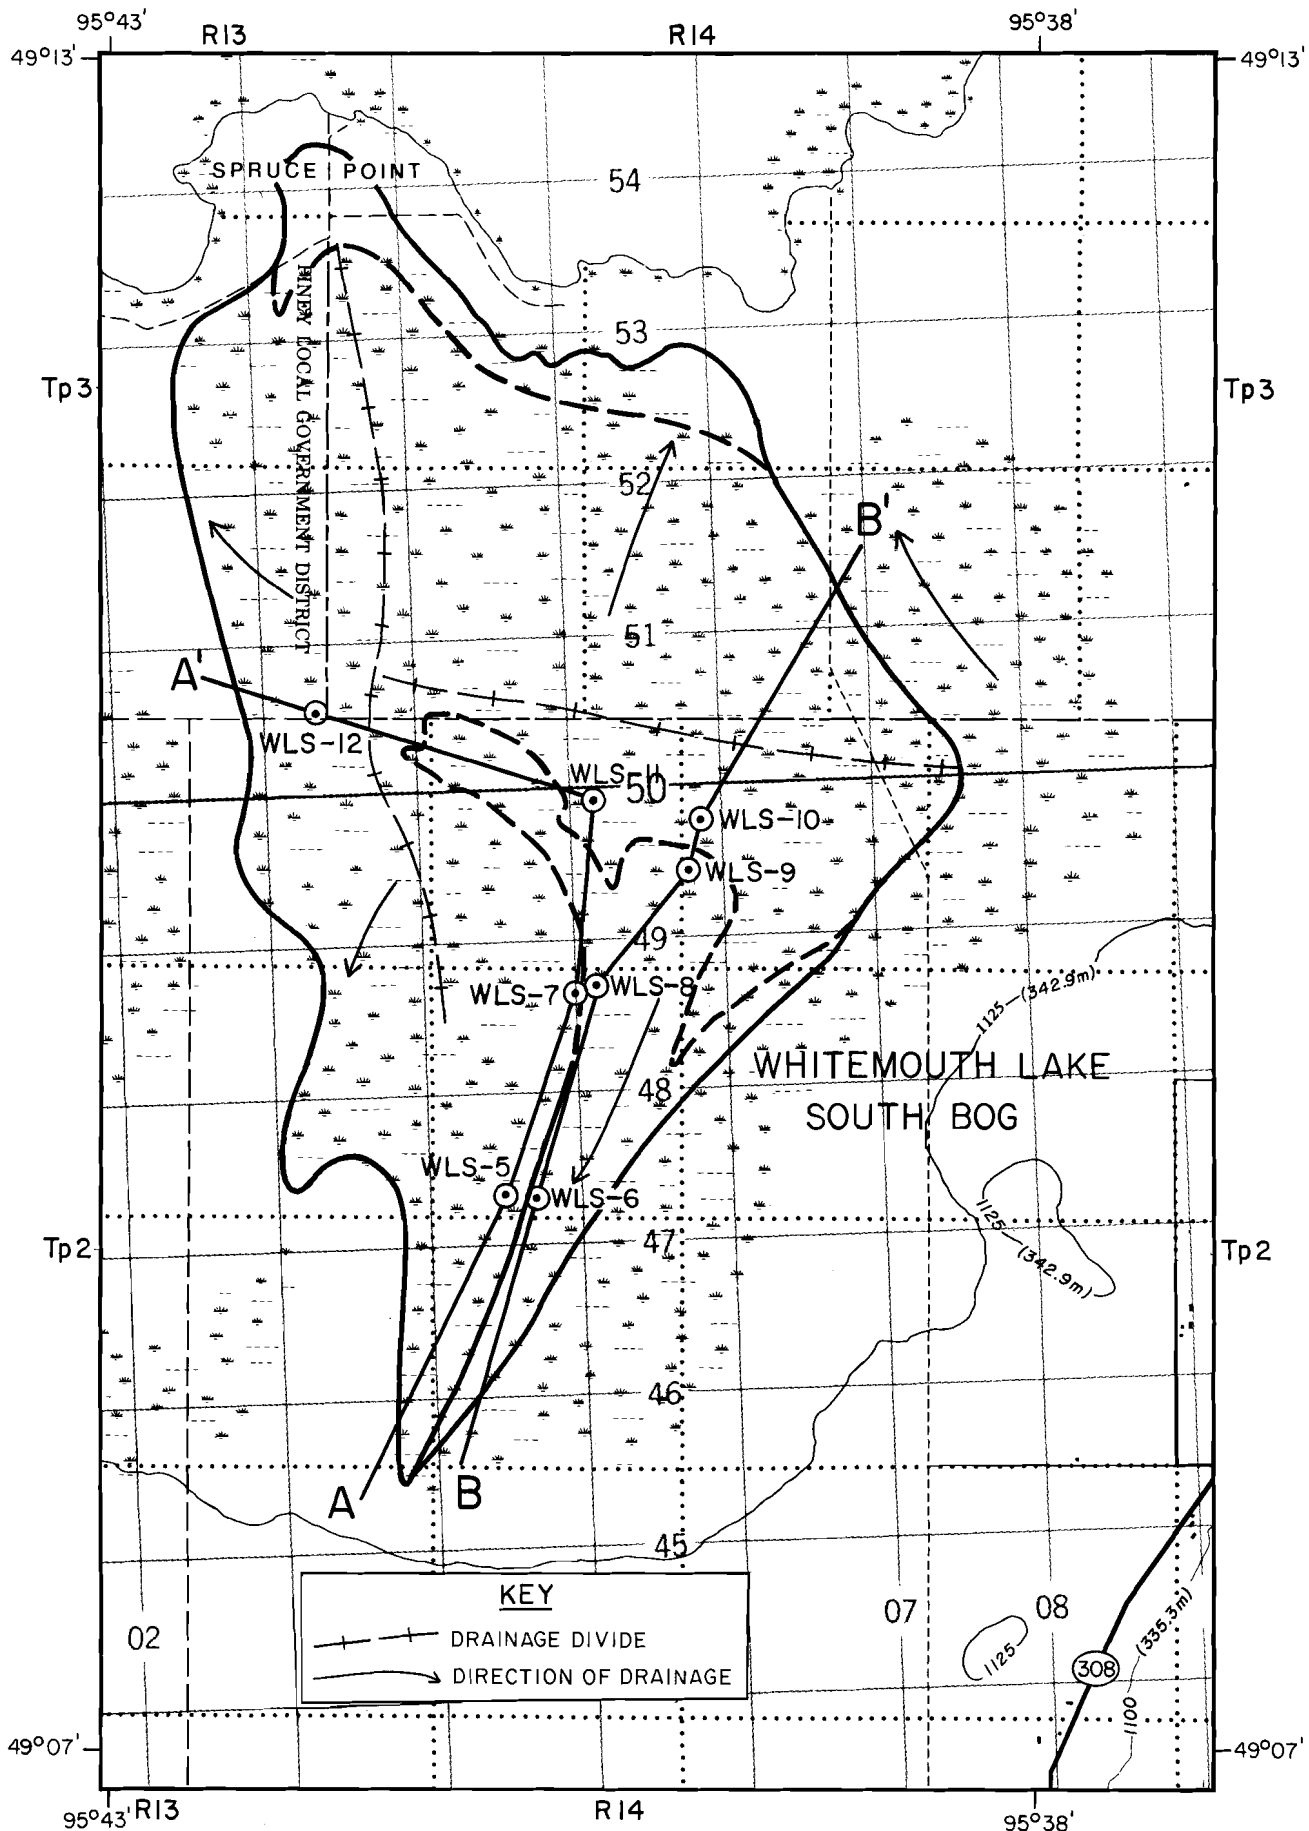 95°43' 95°38'
R13 R14
49°13' 49°13'
SPRUCE POINT
54
PINEY LOCAL GOVERNMENT DISTRICT
53
Tp3 Tp3
52
B'
51
A'
WLS-12
WLS-11
50
WLS-10
WLS-9
49
WLS-7 WLS-8
1125-(342.9m)
WHITEMOUTH LAKE
SOUTH BOG
48
WLS-5
WLS-6
1125-(342.9m)
Tp2 47 Tp2
46
A B
45
KEY
DRAINAGE DIVIDE
DIRECTION OF DRAINAGE
02 07 08
1125
308
(335.3m)
1100
49°07' 49°07'
R13 R14
95°43' 95°38'